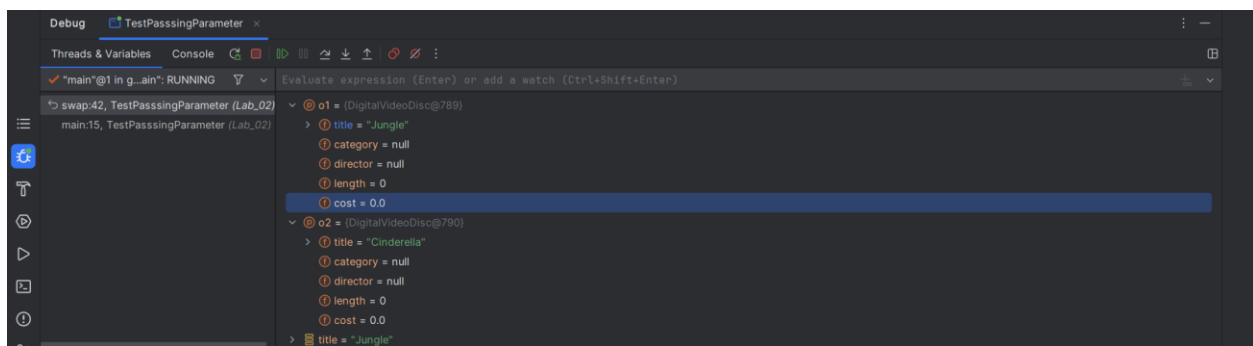 Debug TestPasssingParameter ×
Threads & Variables Console
"main"@1 in g...ain": RUNNING Evaluate expression (Enter) or add a watch (Ctrl+Shift+Enter)
swap:42, TestPasssingParameter (Lab_02) o1 = {DigitalVideoDisc@789}
main:15, TestPasssingParameter (Lab_02) title = "Jungle"
category = null
director = null
length = 0
cost = 0.0
o2 = {DigitalVideoDisc@790}
title = "Cinderella"
category = null
director = null
length = 0
cost = 0.0
title = "Jungle"